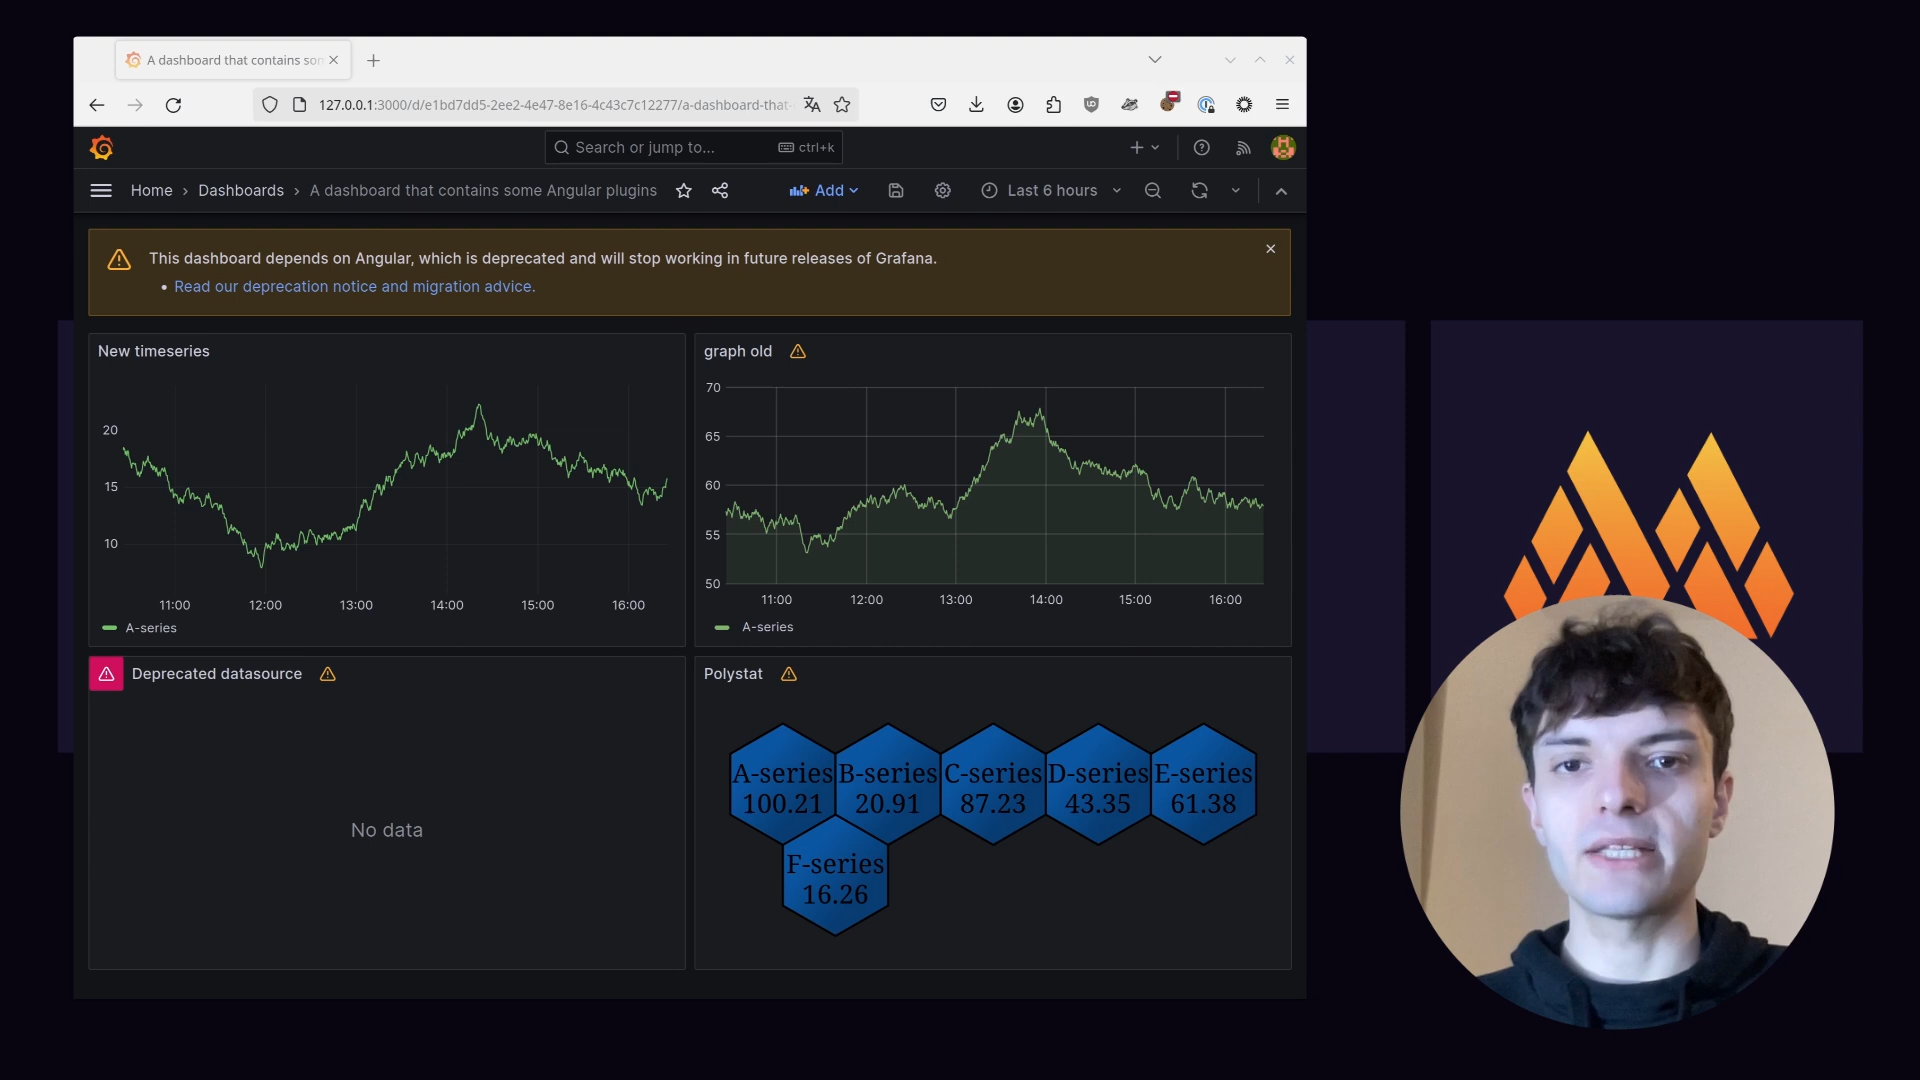 A dashboard that contains son
127.0.0.1:3000/d/e1bd7dd5-2ee2-4e47-8e16-4c43c7c12277/a-dashboard-that-
Search or jump to...
ctrl+k
Home › Dashboards › A dashboard that contains some Angular plugins
Add
Last 6 hours
This dashboard depends on Angular, which is deprecated and will stop working in future releases of Grafana.
• Read our deprecation notice and migration advice.
New timeseries
20
15
10
11:00 12:00 13:00 14:00 15:00 16:00
A-series
graph old
70
65
60
55
50
11:00 12:00 13:00 14:00 15:00 16:00
A-series
Deprecated datasource
No data
Polystat
A-series B-series C-series D-series E-series
100.21 20.91 87.23 43.35 61.38
F-series
16.26